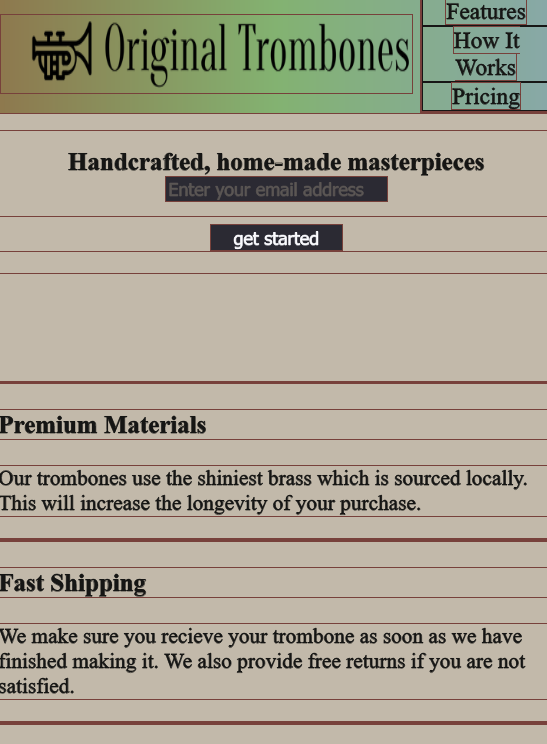 Original Trombones
Features
How It
Works
Pricing
Handcrafted, home-made masterpieces
Enter your email address
get started
Premium Materials
Our trombones use the shiniest brass which is sourced locally.
This will increase the longevity of your purchase.
Fast Shipping
We make sure you recieve your trombone as soon as we have
finished making it. We also provide free returns if you are not
satisfied.